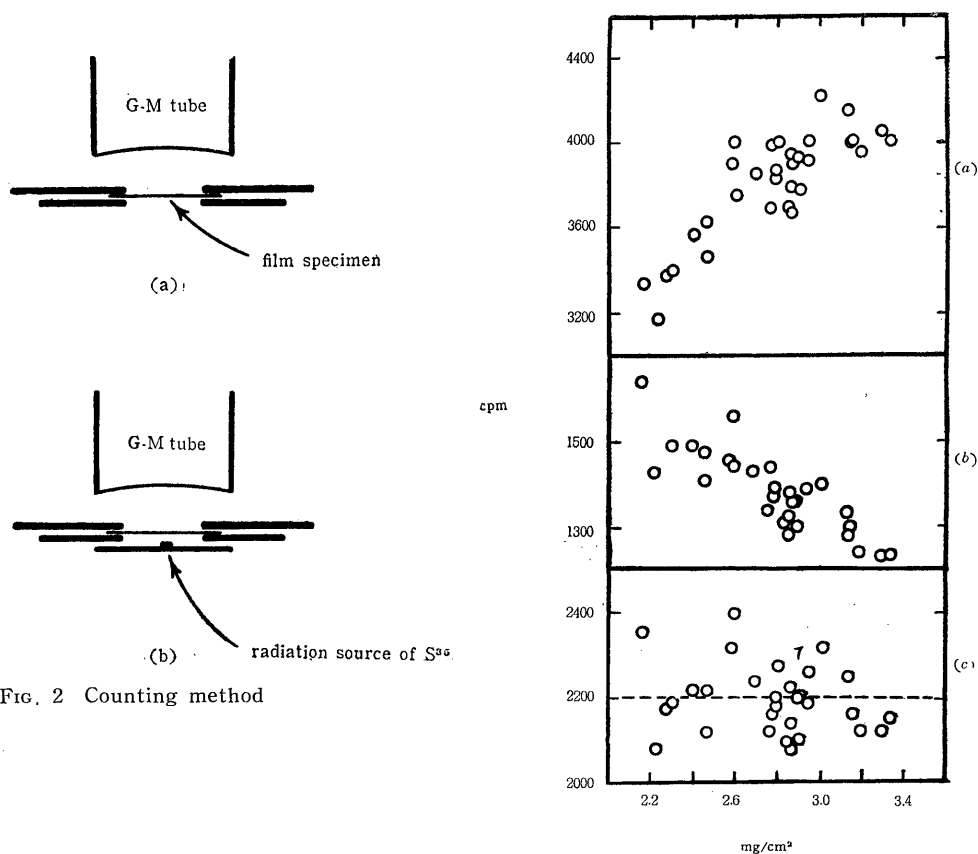 G-M tube
film specimen
(a)
G-M tube
(b)
radiation source of S³⁵
FIG. 2 Counting method
cpm
4400
4000
3600
3200
(a)
1500
1300
(b)
2400
2200
2000
(c)
2.2 2.6 3.0 3.4
mg/cm²